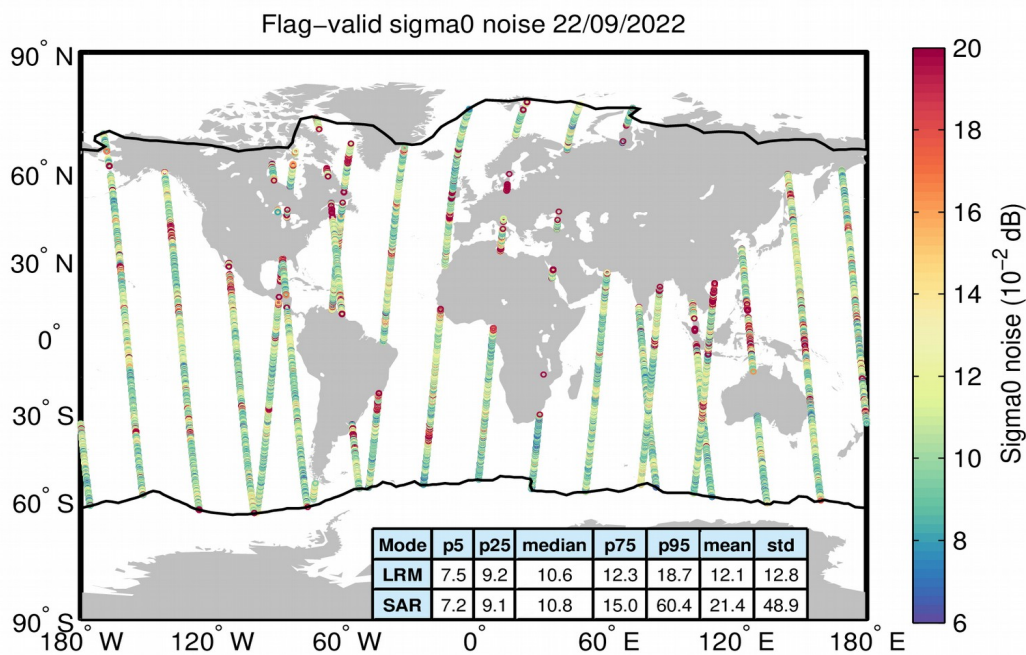 Flag−valid sigma0 noise 22/09/2022
90° N
60° N
30° N
0°
30° S
60° S
90° S
180° W
120° W
60° W
0°
60° E
120° E
180° E
Mode p5 p25 median p75 p95 mean std
LRM 7.5 9.2 10.6 12.3 18.7 12.1 12.8
SAR 7.2 9.1 10.8 15.0 60.4 21.4 48.9
20
18
16
14
12
10
8
6
Sigma0 noise (10⁻² dB)